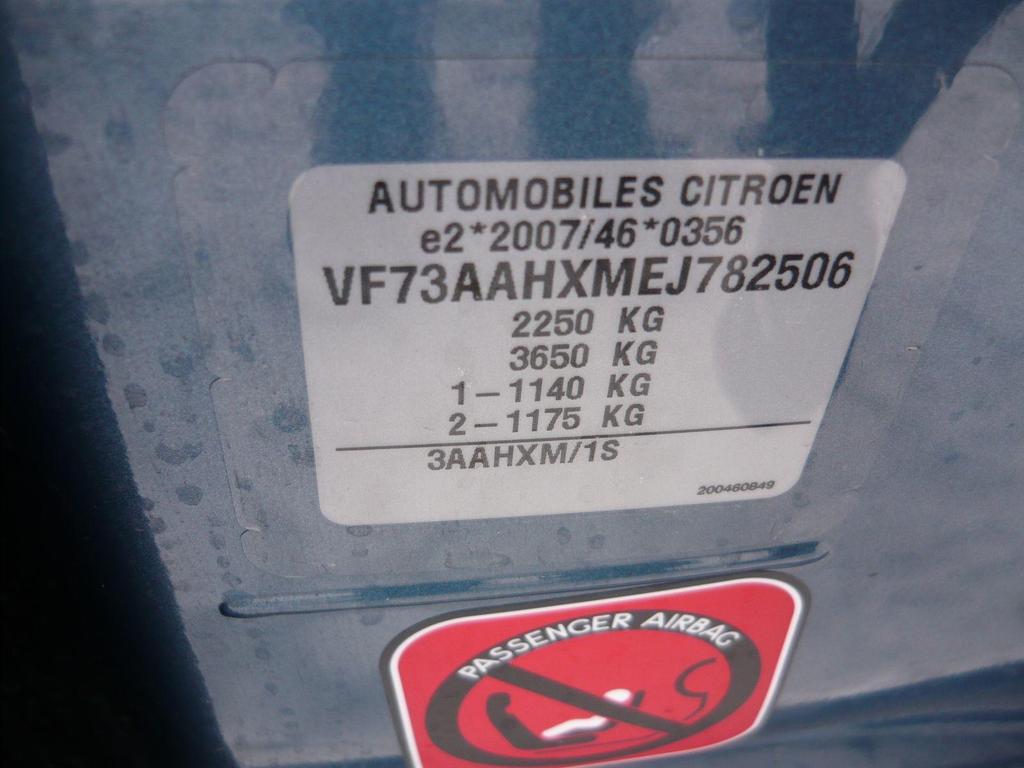 AUTOMOBILES CITROEN
e2*2007/46*0356
VF73AAHXMEJ782506
2250 KG
3650 KG
1-1140 KG
2-1175 KG
3AAHXM/1S
200460849
PASSENGER AIRBAG